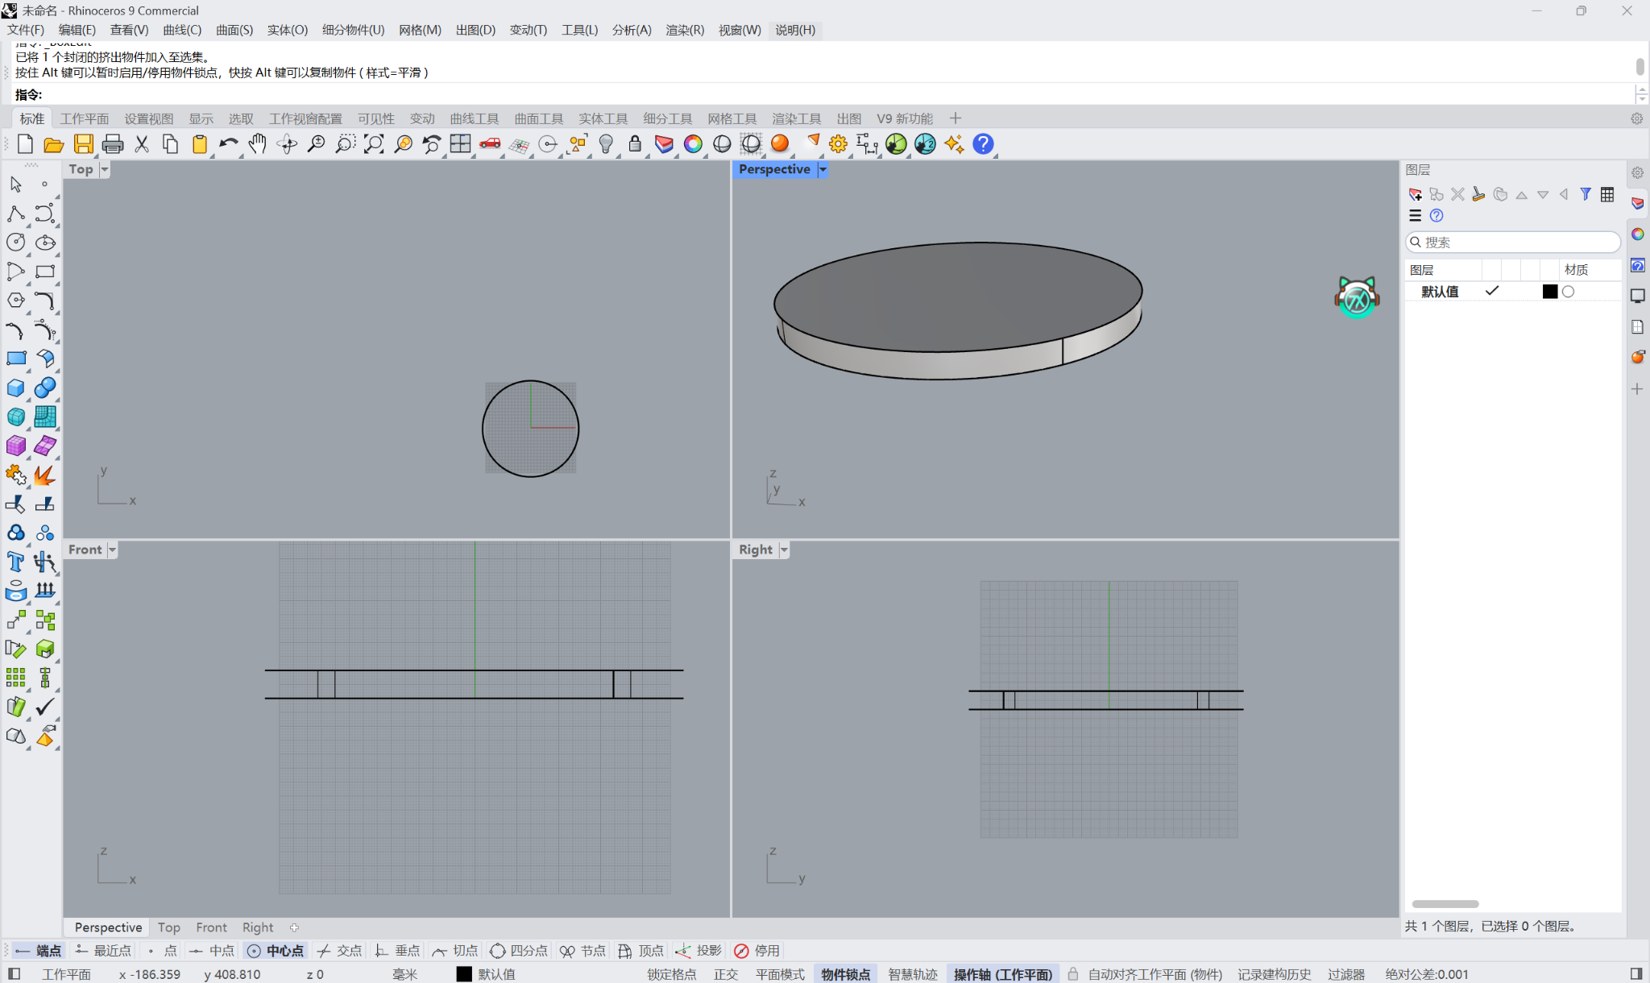 未命名 - Rhinoceros 9 Commercial
文件(F) 编辑(E) 查看(V) 曲线(C) 曲面(S) 实体(O) 细分物件(U) 网格(M) 出图(D) 变动(T) 工具(L) 分析(A) 渲染(R) 视窗(W) 说明(H)
指令: _BoxEdit
已将 1 个封闭的挤出物件加入至选集。
按住 Alt 键可以暂时启用/停用物件锁点，快按 Alt 键可以复制物件 ( 样式=平滑 )
指令:
标准 工作平面 设置视图 显示 选取 工作视窗配置 可见性 变动 曲线工具 曲面工具 实体工具 细分工具 网格工具 渲染工具 出图 V9 新功能
Top
Perspective
图层
搜索
图层 材质
默认值
7X
y
x
z
y
x
Front
Right
z
x
z
y
Perspective Top Front Right
共 1 个图层，已选择 0 个图层。
端点 最近点 点 中点 中心点 交点 垂点 切点 四分点 节点 顶点 投影 停用
工作平面 x -186.359 y 408.810 z 0 毫米 默认值 锁定格点 正交 平面模式 物件锁点 智慧轨迹 操作轴 (工作平面) 自动对齐工作平面 (物件) 记录建构历史 过滤器 绝对公差:0.001